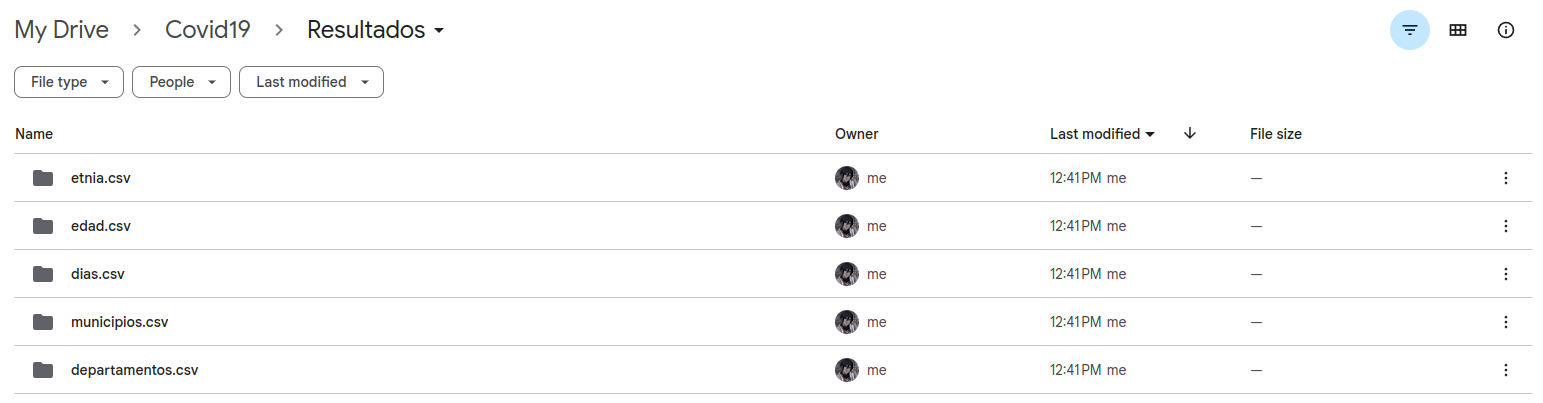 My Drive > Covid19 > Resultados
File type People Last modified
Name Owner Last modified File size
etnia.csv me 12:41 PM me —
edad.csv me 12:41 PM me —
dias.csv me 12:41 PM me —
municipios.csv me 12:41 PM me —
departamentos.csv me 12:41 PM me —